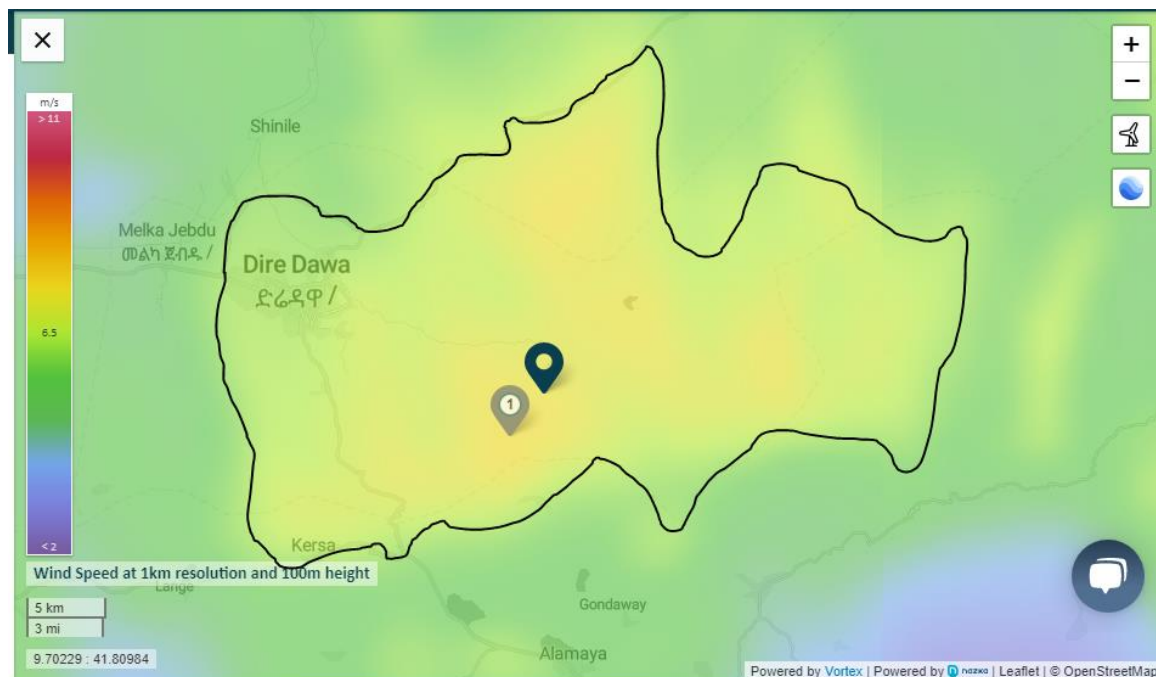 m/s
> 11
6.5
< 2
+
−
Shinile
Melka Jebdu
መልካ ጀብዱ /
Dire Dawa
ድሬዳዋ /
1
Kersa
Wind Speed at 1km resolution and 100m height
Lange
5 km
3 mi
Gondaway
9.70229 : 41.80984
Alamaya
Powered by Vortex | Powered by nazka | Leaflet | © OpenStreetMap